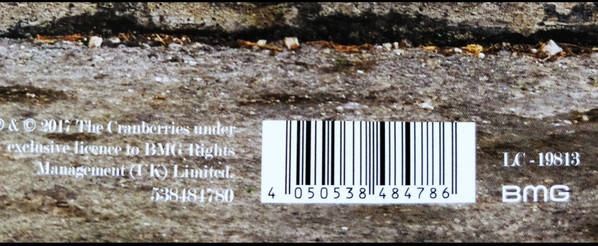 ℗ & © 2017 The Cranberries under
exclusive licence to BMG Rights
Management (UK) Limited.
538484780
4 050538 484786
LC - 19813
BMG